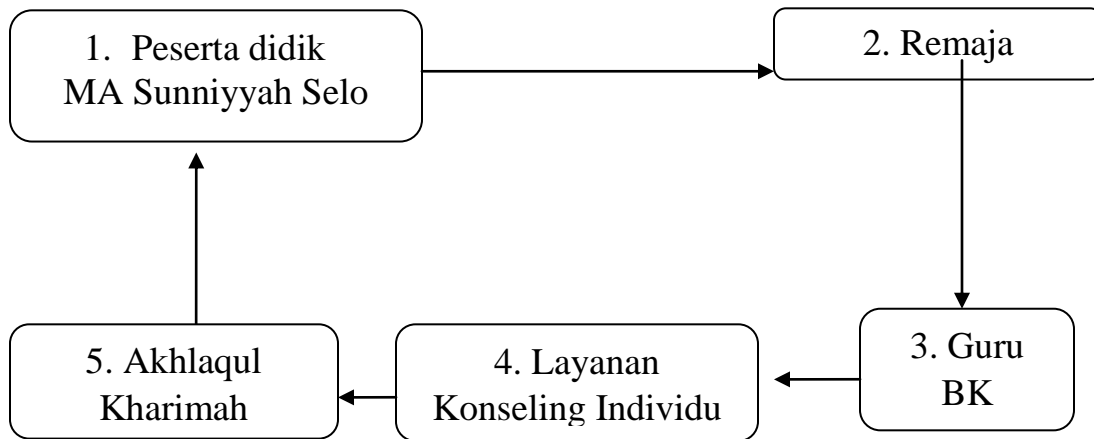 1. Peserta didik
MA Sunniyyah Selo
2. Remaja
3. Guru
BK
4. Layanan
Konseling Individu
5. Akhlaqul
Kharimah